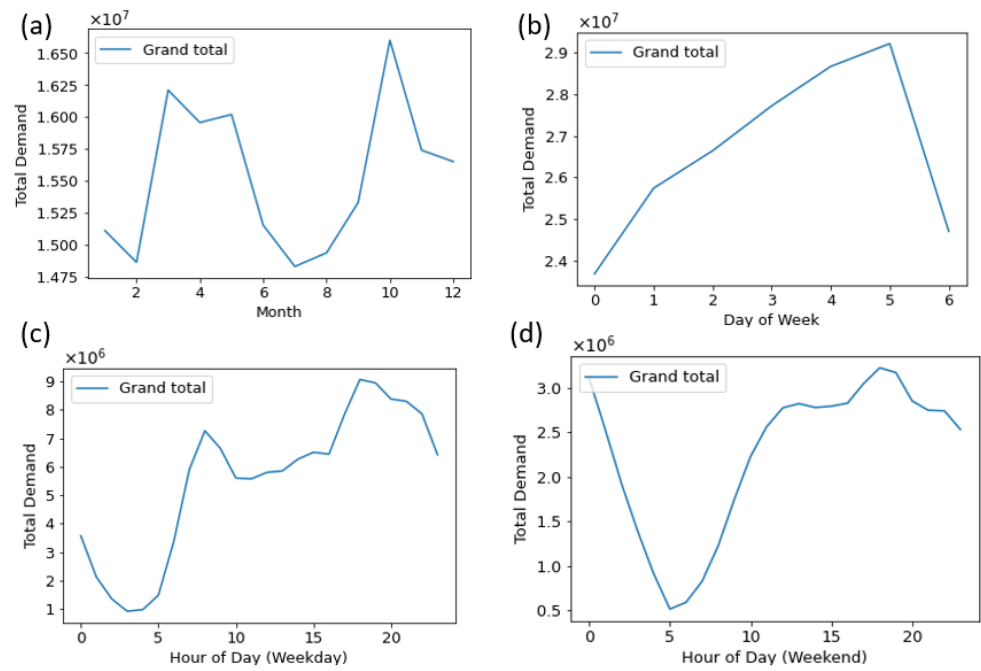 (a)
×10⁷
Grand total
1.650
1.625
1.600
1.575
1.550
1.525
1.500
1.475
Total Demand
2 4 6 8 10 12
Month
(b)
×10⁷
Grand total
2.9
2.8
2.7
2.6
2.5
2.4
Total Demand
0 1 2 3 4 5 6
Day of Week
(c)
×10⁶
Grand total
9
8
7
6
5
4
3
2
1
Total Demand
0 5 10 15 20
Hour of Day (Weekday)
(d)
×10⁶
Grand total
3.0
2.5
2.0
1.5
1.0
0.5
Total Demand
0 5 10 15 20
Hour of Day (Weekend)